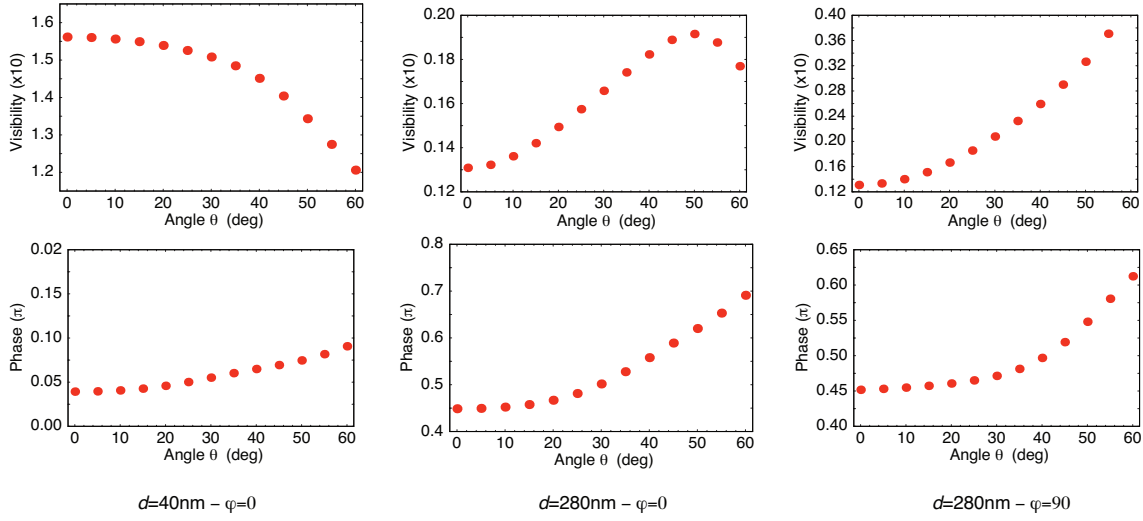 Visibility (x10)
1.6
1.5
1.4
1.3
1.2
0 10 20 30 40 50 60
Angle θ (deg)
Visibility (x10)
0.20
0.18
0.16
0.14
0.12
0 10 20 30 40 50 60
Angle θ (deg)
Visibility (x10)
0.40
0.36
0.32
0.28
0.24
0.20
0.16
0.12
0 10 20 30 40 50 60
Angle θ (deg)
Phase (π)
0.02
0.15
0.10
0.05
0.00
0 10 20 30 40 50 60
Angle θ (deg)
Phase (π)
0.8
0.7
0.6
0.5
0.4
0 10 20 30 40 50 60
Angle θ (deg)
Phase (π)
0.65
0.60
0.55
0.50
0.45
0.40
0 10 20 30 40 50 60
Angle θ (deg)
d=40nm – φ=0
d=280nm – φ=0
d=280nm – φ=90